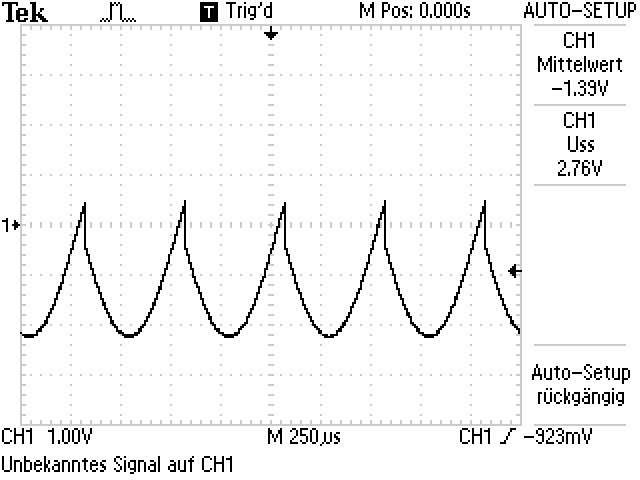 Tek T Trig'd M Pos: 0.000s AUTO-SETUP
CH1
Mittelwert
-1.39V
CH1
Uss
2.76V
1
Auto-Setup
rückgängig
CH1 1.00V M 250µs CH1 -923mV
Unbekanntes Signal auf CH1